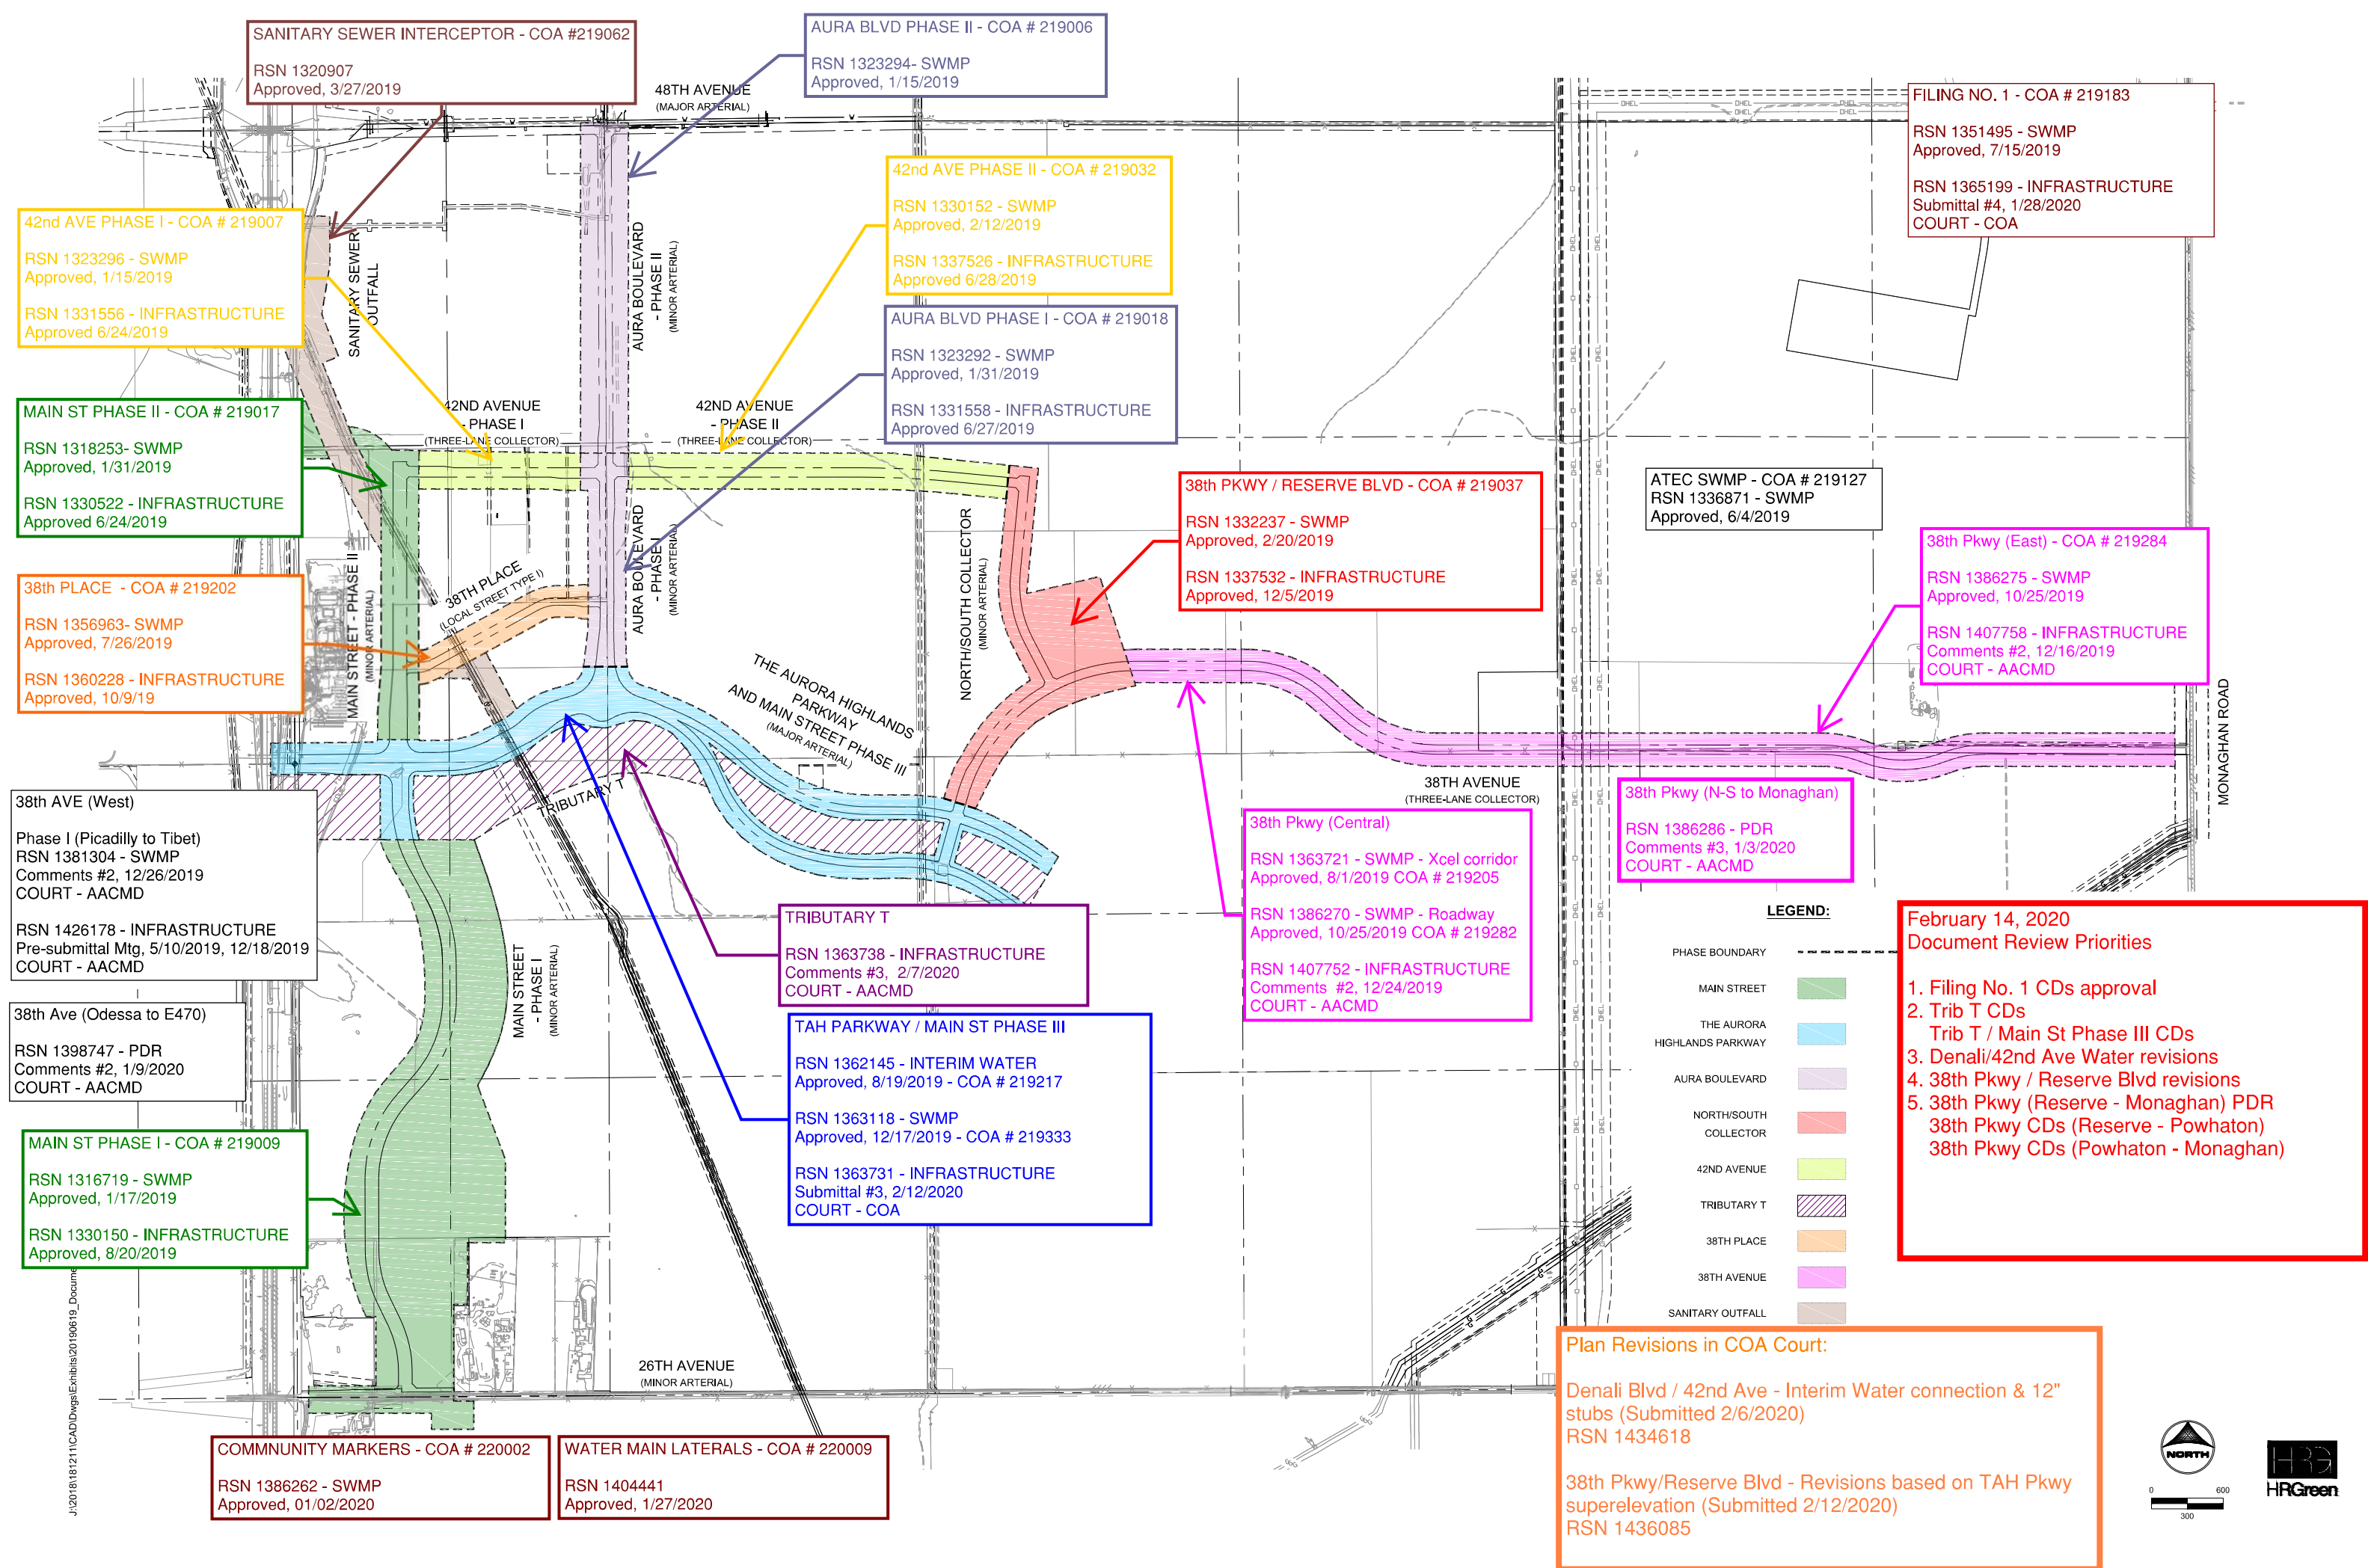 SANITARY SEWER INTERCEPTOR - COA #219062
RSN 1320907
Approved, 3/27/2019
AURA BLVD PHASE II - COA # 219006
RSN 1323294- SWMP
Approved, 1/15/2019
48TH AVENUE
(MAJOR ARTERIAL)
FILING NO. 1 - COA # 219183
RSN 1351495 - SWMP
Approved, 7/15/2019
RSN 1365199 - INFRASTRUCTURE
Submittal #4, 1/28/2020
COURT - COA
42nd AVE PHASE I - COA # 219007
RSN 1323296 - SWMP
Approved, 1/15/2019
RSN 1331556 - INFRASTRUCTURE
Approved 6/24/2019
SANITARY SEWER
OUTFALL
AURA BOULEVARD
- PHASE II
(MINOR ARTERIAL)
42nd AVE PHASE II - COA # 219032
RSN 1330152 - SWMP
Approved, 2/12/2019
RSN 1337526 - INFRASTRUCTURE
Approved 6/28/2019
AURA BLVD PHASE I - COA # 219018
RSN 1323292 - SWMP
Approved, 1/31/2019
RSN 1331558 - INFRASTRUCTURE
Approved 6/27/2019
MAIN ST PHASE II - COA # 219017
RSN 1318253- SWMP
Approved, 1/31/2019
RSN 1330522 - INFRASTRUCTURE
Approved 6/24/2019
42ND AVENUE
- PHASE I
(THREE-LANE COLLECTOR)
42ND AVENUE
- PHASE II
(THREE-LANE COLLECTOR)
38th PKWY / RESERVE BLVD - COA # 219037
RSN 1332237 - SWMP
Approved, 2/20/2019
RSN 1337532 - INFRASTRUCTURE
Approved, 12/5/2019
ATEC SWMP - COA # 219127
RSN 1336871 - SWMP
Approved, 6/4/2019
38th Pkwy (East) - COA # 219284
RSN 1386275 - SWMP
Approved, 10/25/2019
RSN 1407758 - INFRASTRUCTURE
Comments #2, 12/16/2019
COURT - AACMD
38th PLACE  - COA # 219202
RSN 1356963- SWMP
Approved, 7/26/2019
RSN 1360228 - INFRASTRUCTURE
Approved, 10/9/19
MAIN STREET - PHASE II
(MINOR ARTERIAL)
38TH PLACE
(LOCAL STREET TYPE I)
AURA BOULEVARD
- PHASE I
(MINOR ARTERIAL)
NORTH/SOUTH COLLECTOR
(MINOR ARTERIAL)
THE AURORA HIGHLANDS
PARKWAY
AND MAIN STREET PHASE III
(MAJOR ARTERIAL)
TRIBUTARY T
38TH AVENUE
(THREE-LANE COLLECTOR)
MONAGHAN ROAD
38th AVE (West)
Phase I (Picadilly to Tibet)
RSN 1381304 - SWMP
Comments #2, 12/26/2019
COURT - AACMD
RSN 1426178 - INFRASTRUCTURE
Pre-submittal Mtg, 5/10/2019, 12/18/2019
COURT - AACMD
38th Ave (Odessa to E470)
RSN 1398747 - PDR
Comments #2, 1/9/2020
COURT - AACMD
MAIN ST PHASE I - COA # 219009
RSN 1316719 - SWMP
Approved, 1/17/2019
RSN 1330150 - INFRASTRUCTURE
Approved, 8/20/2019
MAIN STREET
- PHASE I
(MINOR ARTERIAL)
TRIBUTARY T
RSN 1363738 - INFRASTRUCTURE
Comments #3,  2/7/2020
COURT - AACMD
TAH PARKWAY / MAIN ST PHASE III
RSN 1362145 - INTERIM WATER
Approved, 8/19/2019 - COA # 219217
RSN 1363118 - SWMP
Approved, 12/17/2019 - COA # 219333
RSN 1363731 - INFRASTRUCTURE
Submittal #3, 2/12/2020
COURT - COA
38th Pkwy (Central)
RSN 1363721 - SWMP - Xcel corridor
Approved, 8/1/2019 COA # 219205
RSN 1386270 - SWMP - Roadway
Approved, 10/25/2019 COA # 219282
RSN 1407752 - INFRASTRUCTURE
Comments  #2, 12/24/2019
COURT - AACMD
38th Pkwy (N-S to Monaghan)
RSN 1386286 - PDR
Comments #3, 1/3/2020
COURT - AACMD
LEGEND:
PHASE BOUNDARY
MAIN STREET
THE AURORA
HIGHLANDS PARKWAY
AURA BOULEVARD
NORTH/SOUTH
COLLECTOR
42ND AVENUE
TRIBUTARY T
38TH PLACE
38TH AVENUE
SANITARY OUTFALL
February 14, 2020
Document Review Priorities
1. Filing No. 1 CDs approval
2. Trib T CDs
Trib T / Main St Phase III CDs
3. Denali/42nd Ave Water revisions
4. 38th Pkwy / Reserve Blvd revisions
5. 38th Pkwy (Reserve - Monaghan) PDR
38th Pkwy CDs (Reserve - Powhaton)
38th Pkwy CDs (Powhaton - Monaghan)
Plan Revisions in COA Court:
Denali Blvd / 42nd Ave - Interim Water connection & 12"
stubs (Submitted 2/6/2020)
RSN 1434618
38th Pkwy/Reserve Blvd - Revisions based on TAH Pkwy
superelevation (Submitted 2/12/2020)
RSN 1436085
26TH AVENUE
(MINOR ARTERIAL)
COMMNUNITY MARKERS - COA # 220002
RSN 1386262 - SWMP
Approved, 01/02/2020
WATER MAIN LATERALS - COA # 220009
RSN 1404441
Approved, 1/27/2020
J:\2018\181211\CAD\Dwgs\Exhibits\20190619_Docume
NORTH
0 600
300
HRG
HRGreen